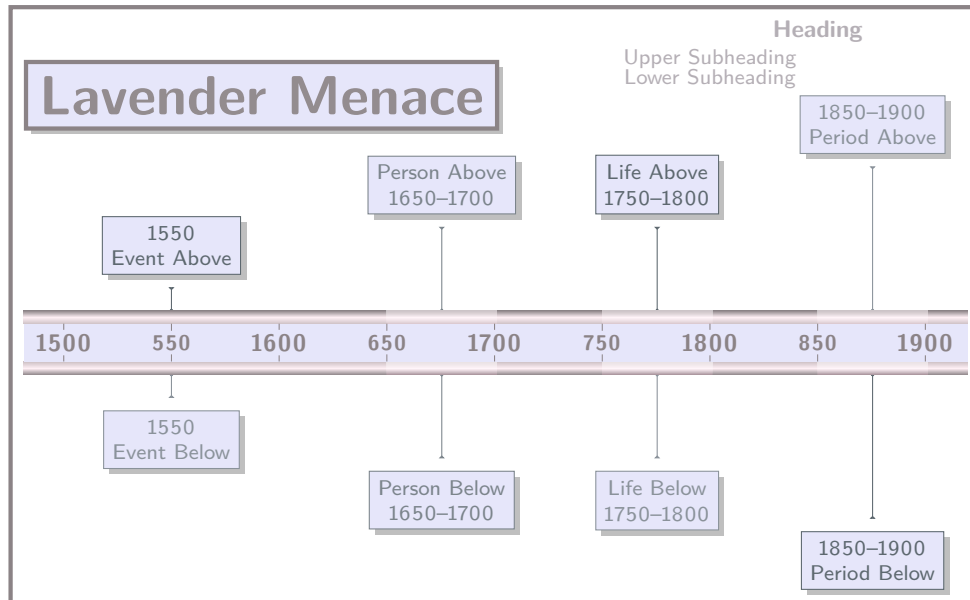 Heading
Upper Subheading
Lower Subheading
Lavender Menace
1850–1900
Period Above
Person Above
1650–1700
Life Above
1750–1800
1550
Event Above
1500 550 1600 650 1700 750 1800 850 1900
1550
Event Below
Person Below
1650–1700
Life Below
1750–1800
1850–1900
Period Below